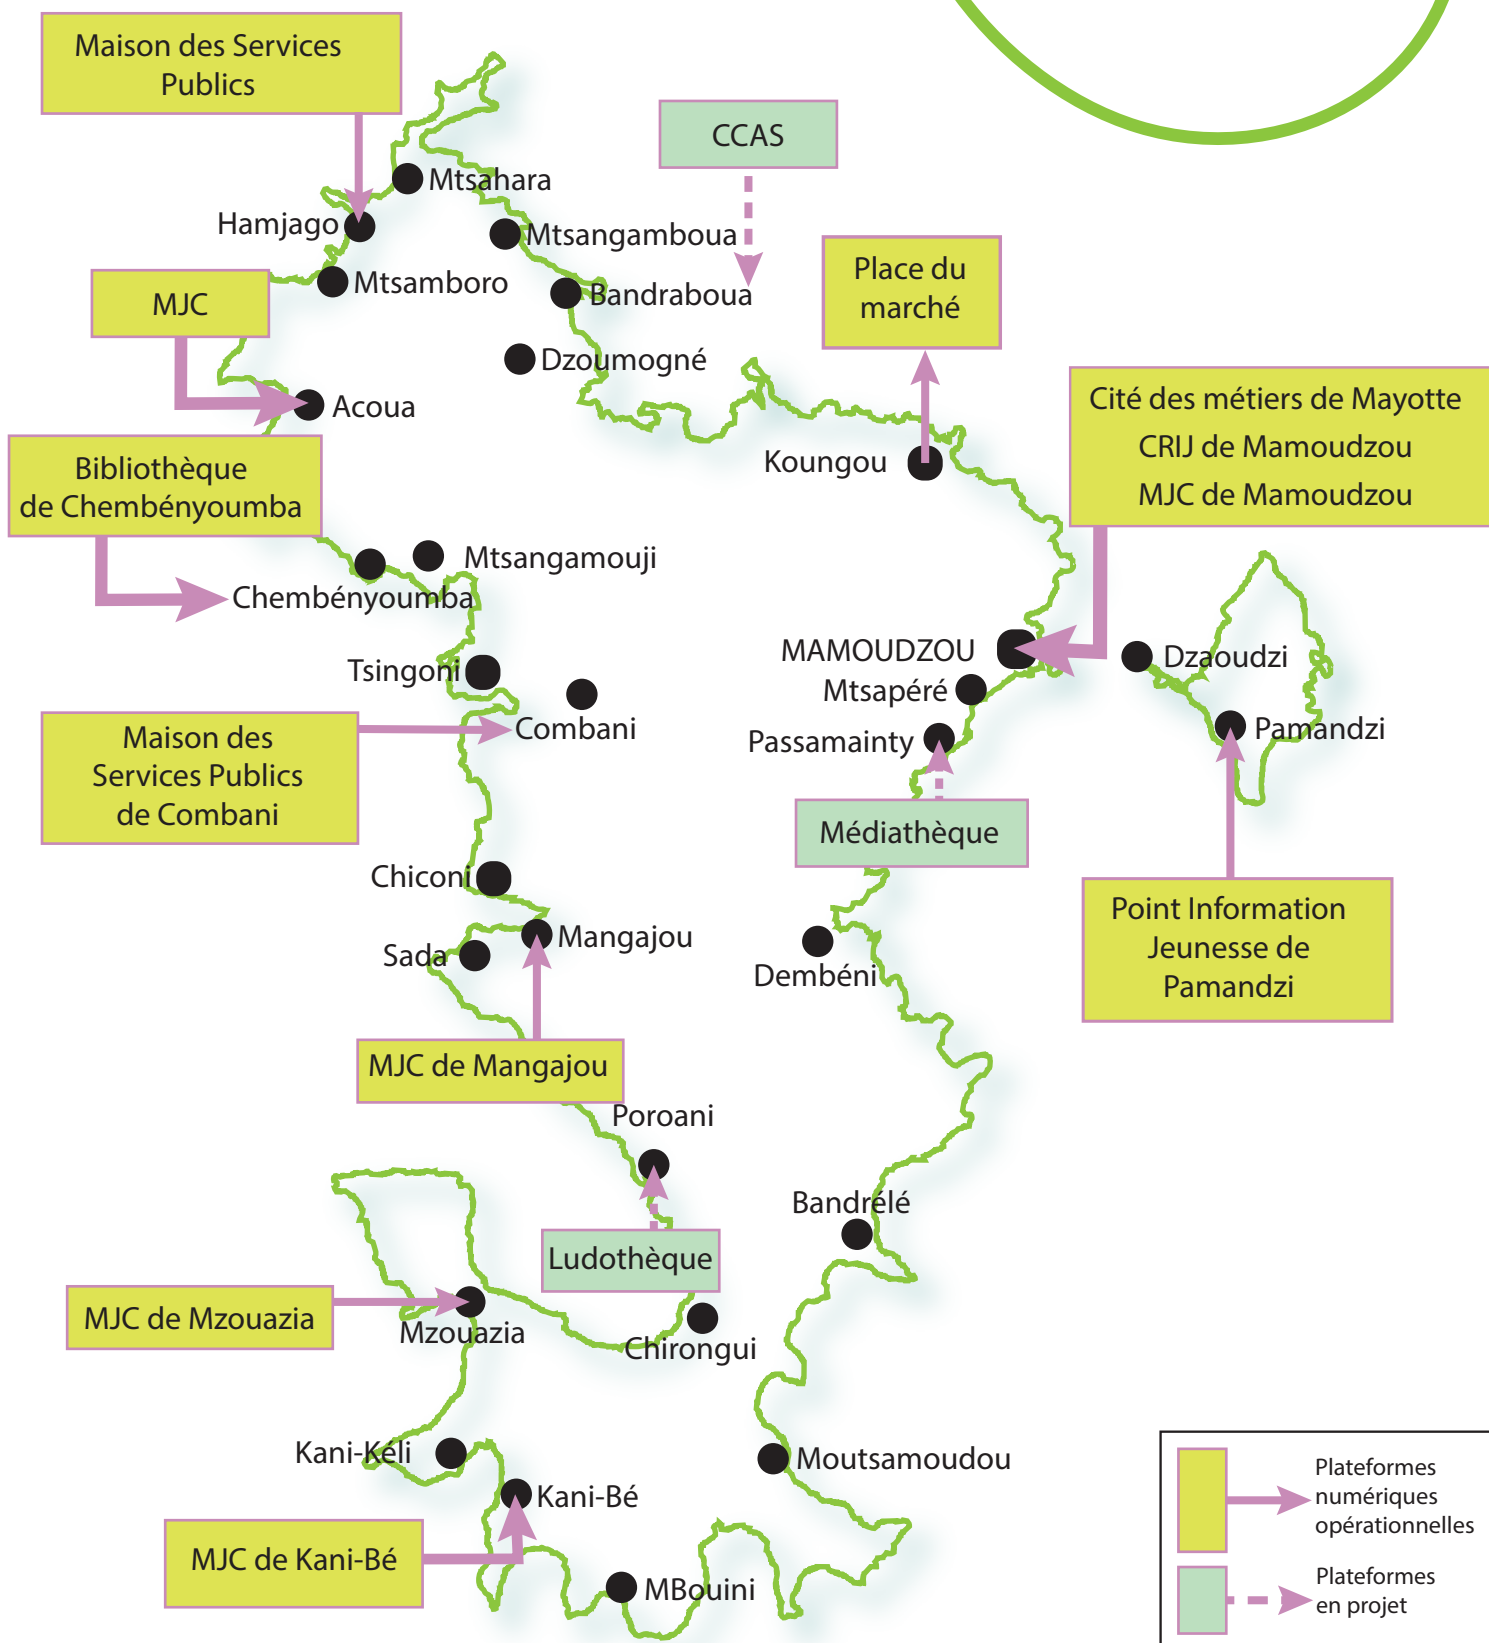 Maison des Services
Publics
CCAS
Mtsahara
Hamjago
Mtsangamboua
Place du
marché
MJC
Mtsamboro
Bandraboua
Dzoumogné
Acoua
Cité des métiers de Mayotte
CRIJ de Mamoudzou
MJC de Mamoudzou
Bibliothèque
de Chembényoumba
Koungou
Mtsangamouji
Chembényoumba
MAMOUDZOU
Dzaoudzi
Tsingoni
Mtsapéré
Combani
Passamainty
Pamandzi
Maison des
Services Publics
de Combani
Médiathèque
Chiconi
Point Information
Jeunesse de
Pamandzi
Mangajou
Sada
Dembéni
MJC de Mangajou
Poroani
Bandrélé
Ludothèque
MJC de Mzouazia
Mzouazia
Chirongui
Kani-Kéli
Moutsamoudou
Kani-Bé
MJC de Kani-Bé
MBouini
Plateformes
numériques
opérationnelles
Plateformes
en projet